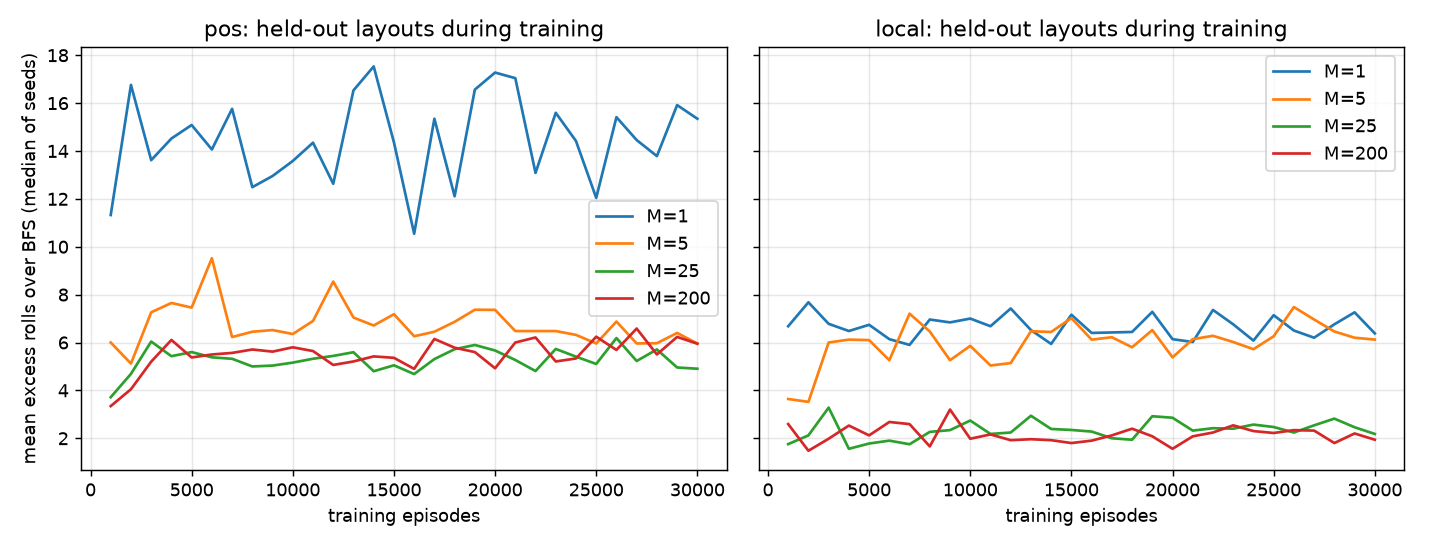 pos: held-out layouts during training
mean excess rolls over BFS (median of seeds)
18
16
14
12
10
8
6
4
2
M=1
M=5
M=25
M=200
0
5000
10000
15000
20000
25000
30000
training episodes
local: held-out layouts during training
M=1
M=5
M=25
M=200
0
5000
10000
15000
20000
25000
30000
training episodes